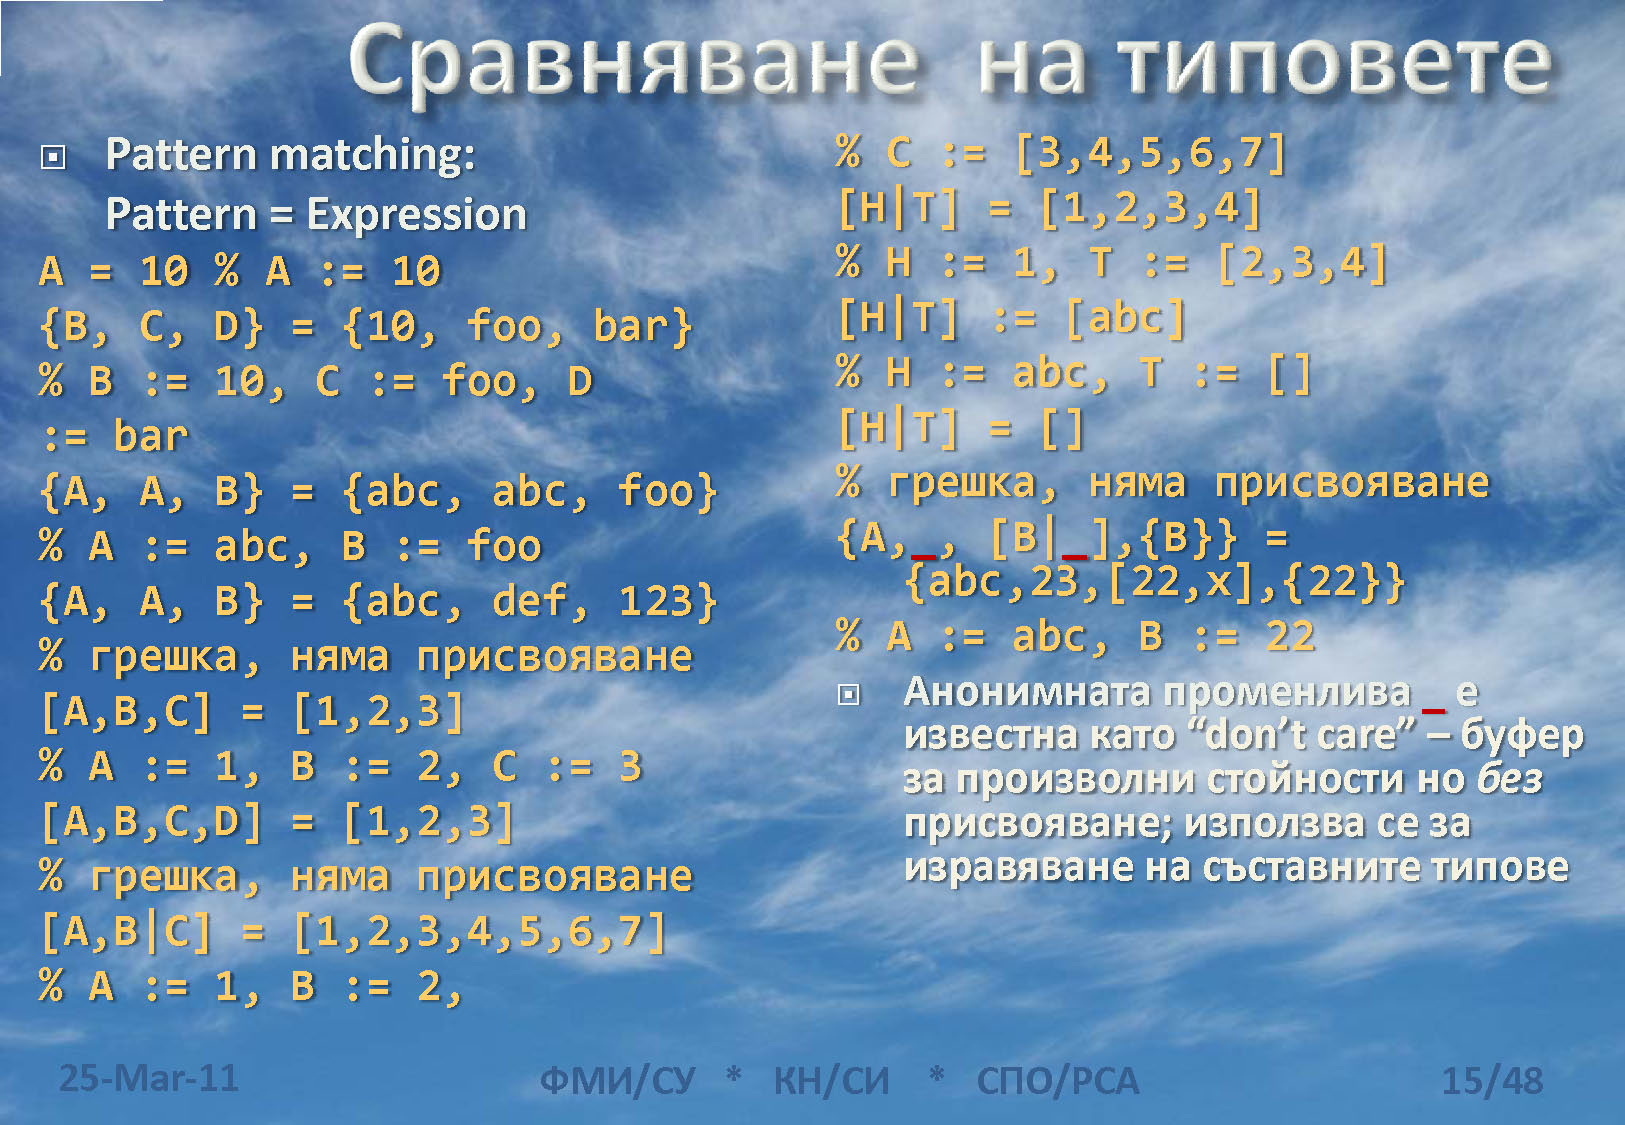 Сравняване на типовете
Pattern matching:
Pattern = Expression
A = 10 % A := 10
{B, C, D} = {10, foo, bar}
% B := 10, C := foo, D
:= bar
{A, A, B} = {abc, abc, foo}
% A := abc, B := foo
{A, A, B} = {abc, def, 123}
% грешка, няма присвояване
[A,B,C] = [1,2,3]
% A := 1, B := 2, C := 3
[A,B,C,D] = [1,2,3]
% грешка, няма присвояване
[A,B|C] = [1,2,3,4,5,6,7]
% A := 1, B := 2,
% C := [3,4,5,6,7]
[H|T] = [1,2,3,4]
% H := 1, T := [2,3,4]
[H|T] := [abc]
% H := abc, T := []
[H|T] = []
% грешка, няма присвояване
{A,_, [B|_],{B}} =
{abc,23,[22,x],{22}}
% A := abc, B := 22
Анонимната променлива _ е
известна като “don’t care” – буфер
за произволни стойности но без
присвояване; използва се за
изравяване на съставните типове
25-Mar-11
ФМИ/СУ * КН/СИ * СПО/РСА
15/48